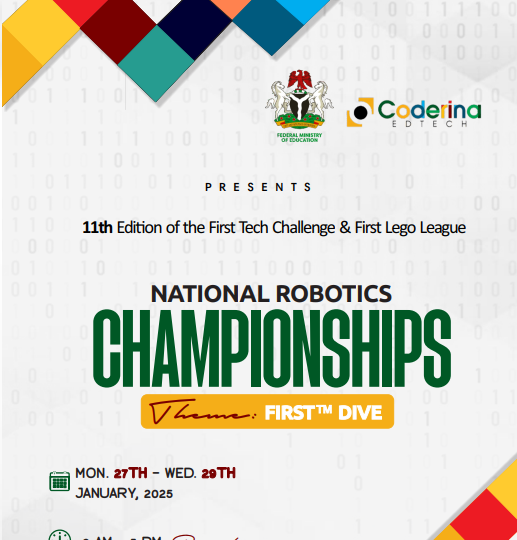 FEDERAL MINISTRY
OF EDUCATION
Coderina
EDTECH
PRESENTS
11th Edition of the First Tech Challenge & First Lego League
NATIONAL ROBOTICS
CHAMPIONSHIPS
Theme: FIRST™ DIVE
MON. 27TH - WED. 29TH
JANUARY, 2025